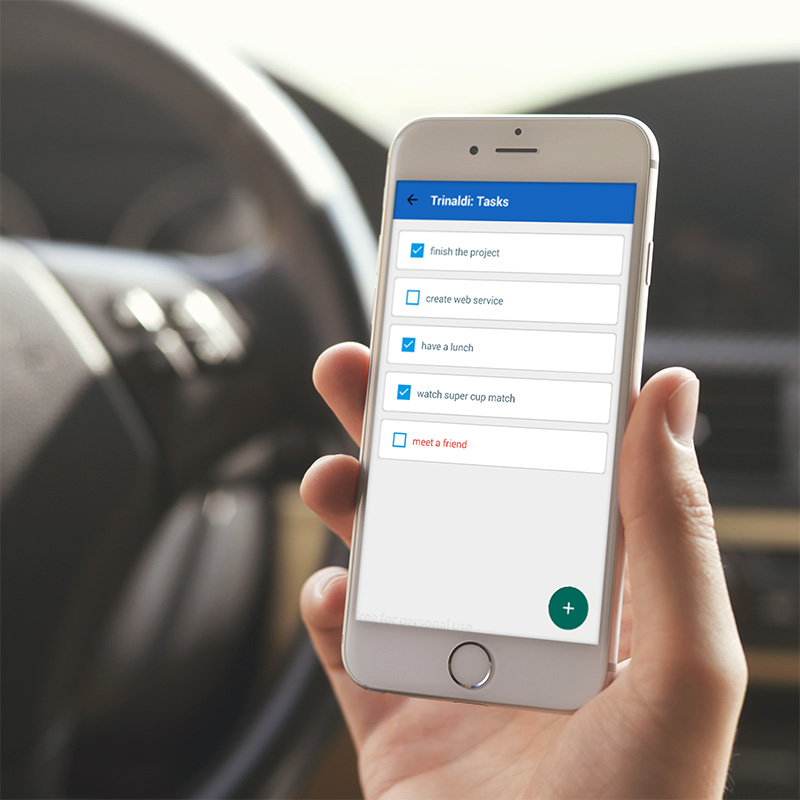 Trinaldi: Tasks
finish the project
create web service
have a lunch
watch super cup match
meet a friend
free for personal use